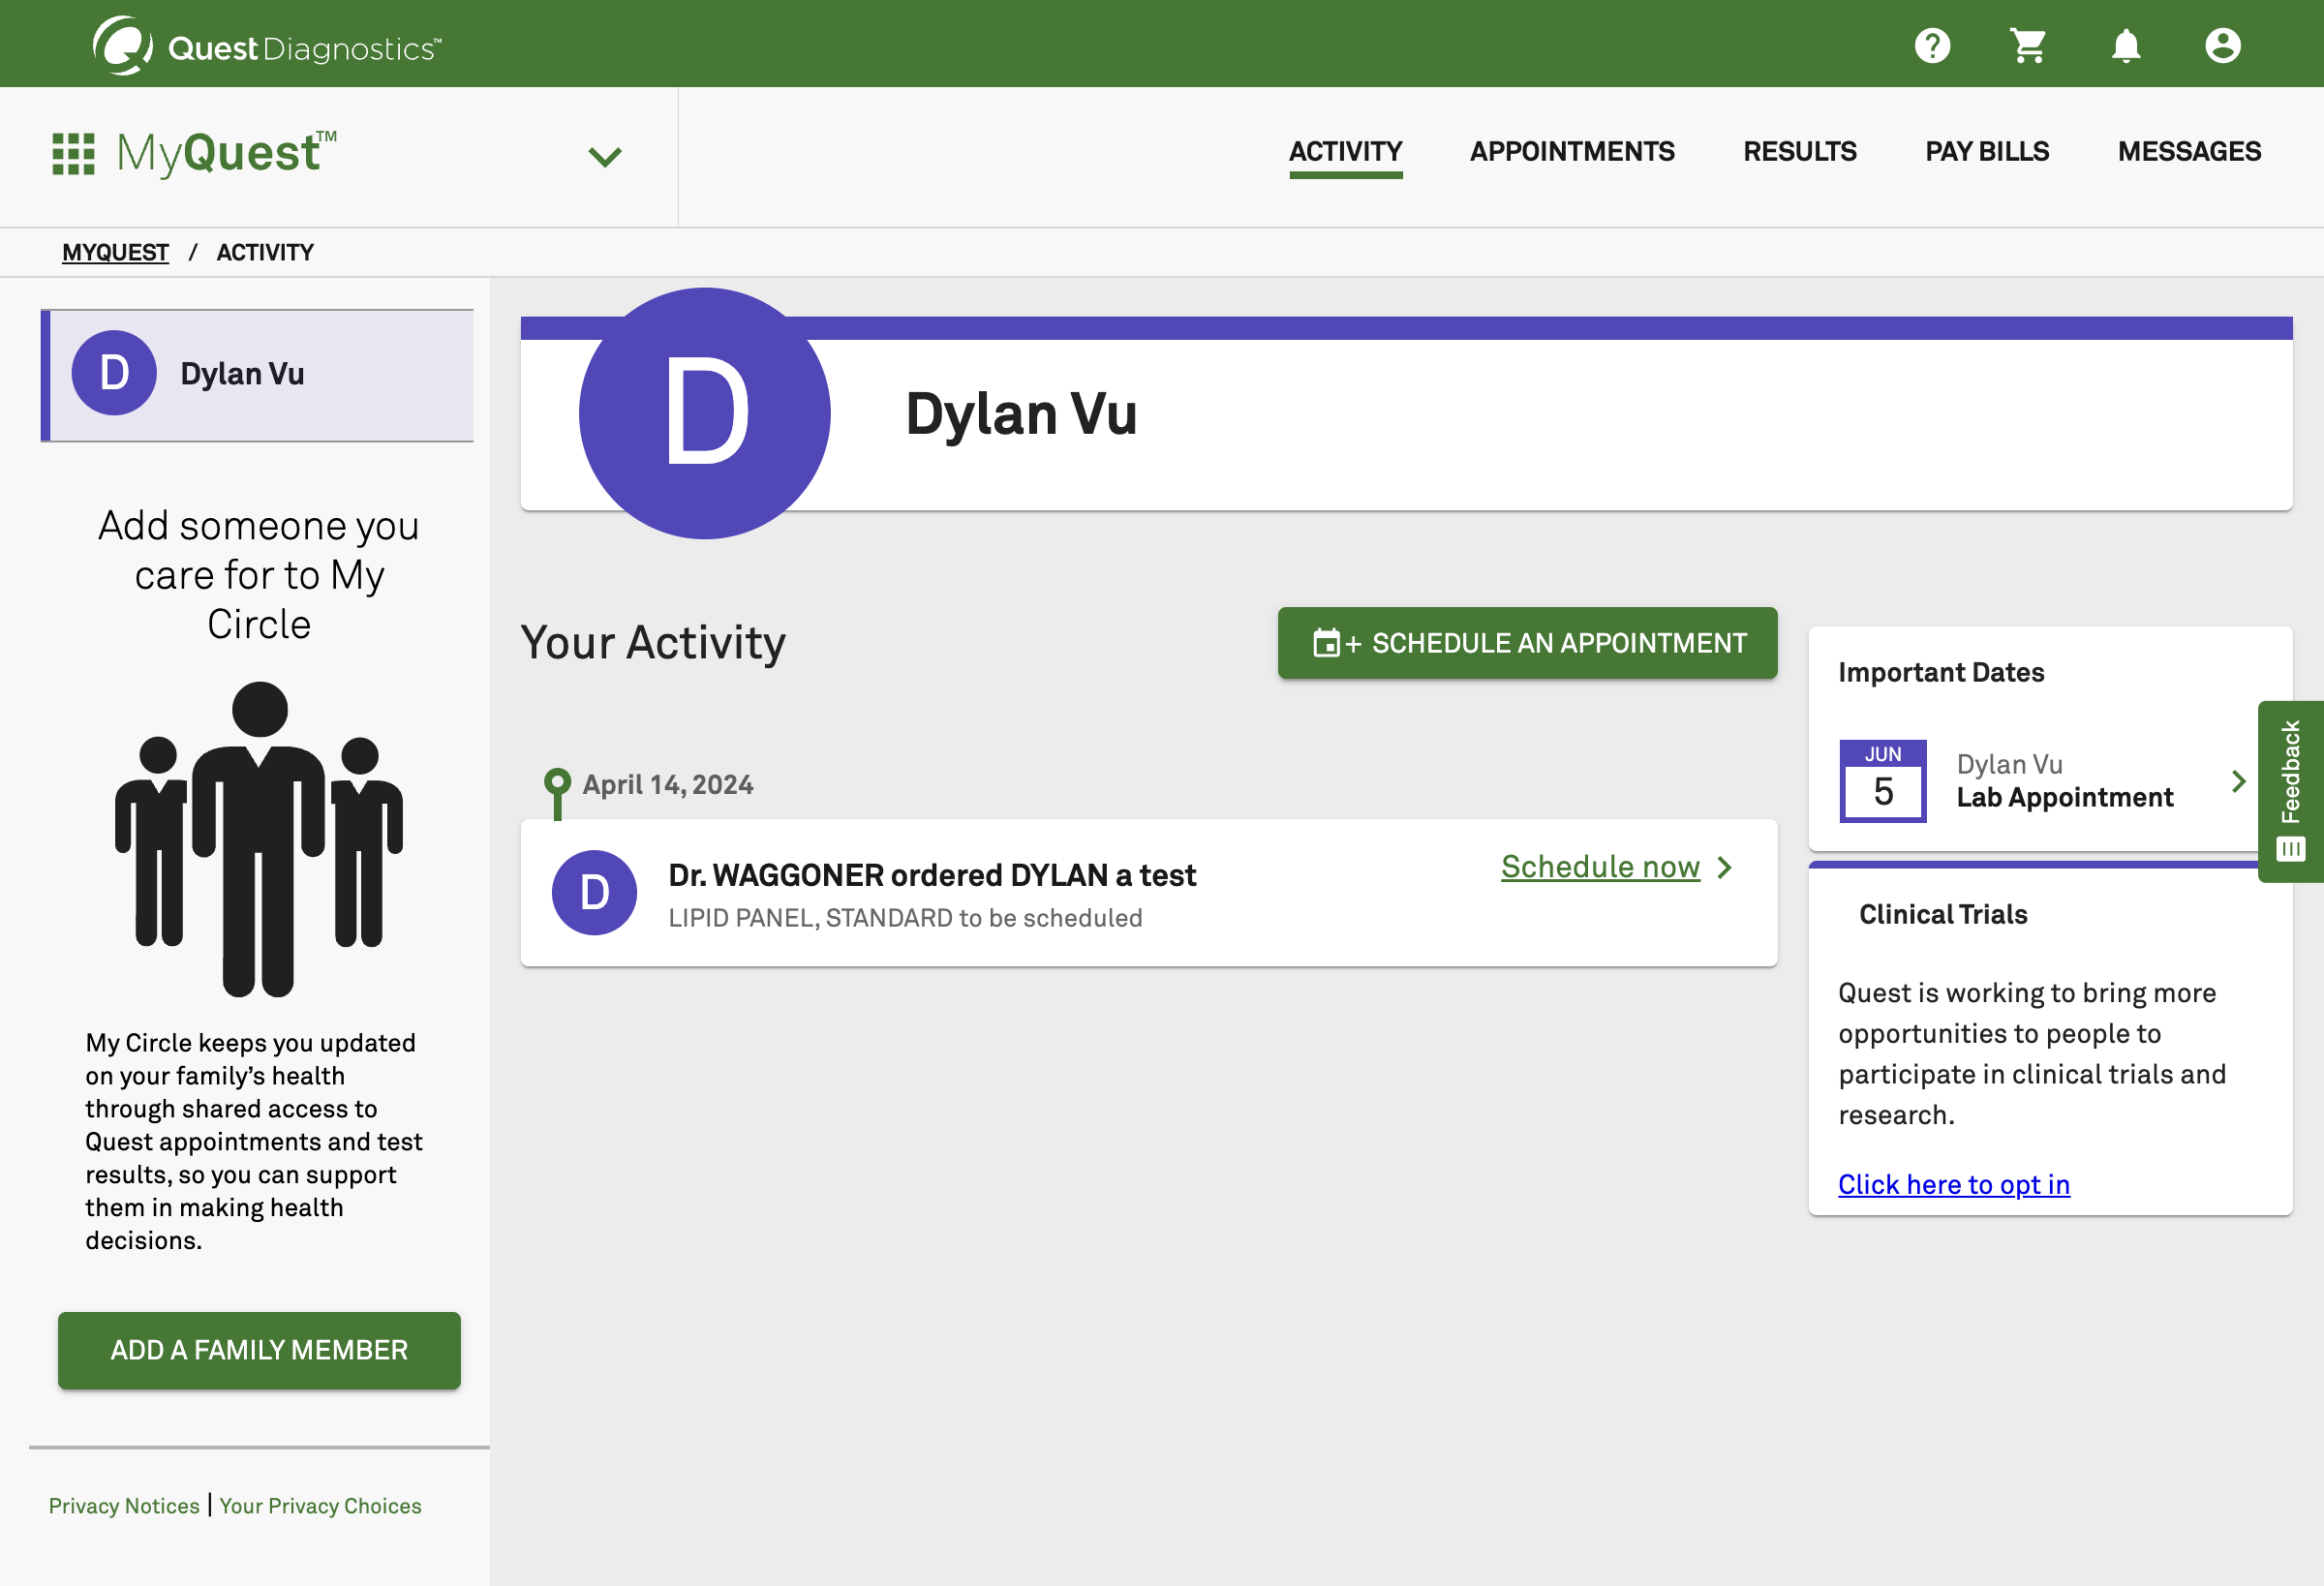 Quest Diagnostics™
MyQuest™
ACTIVITY
APPOINTMENTS
RESULTS
PAY BILLS
MESSAGES
MYQUEST / ACTIVITY
D
Dylan Vu
Add someone you
care for to My
Circle
My Circle keeps you updated
on your family’s health
through shared access to
Quest appointments and test
results, so you can support
them in making health
decisions.
ADD A FAMILY MEMBER
Privacy Notices | Your Privacy Choices
D
Dylan Vu
Your Activity
SCHEDULE AN APPOINTMENT
April 14, 2024
D
Dr. WAGGONER ordered DYLAN a test
LIPID PANEL, STANDARD to be scheduled
Schedule now
Important Dates
JUN
5
Dylan Vu
Lab Appointment
Feedback
Clinical Trials
Quest is working to bring more
opportunities to people to
participate in clinical trials and
research.
Click here to opt in